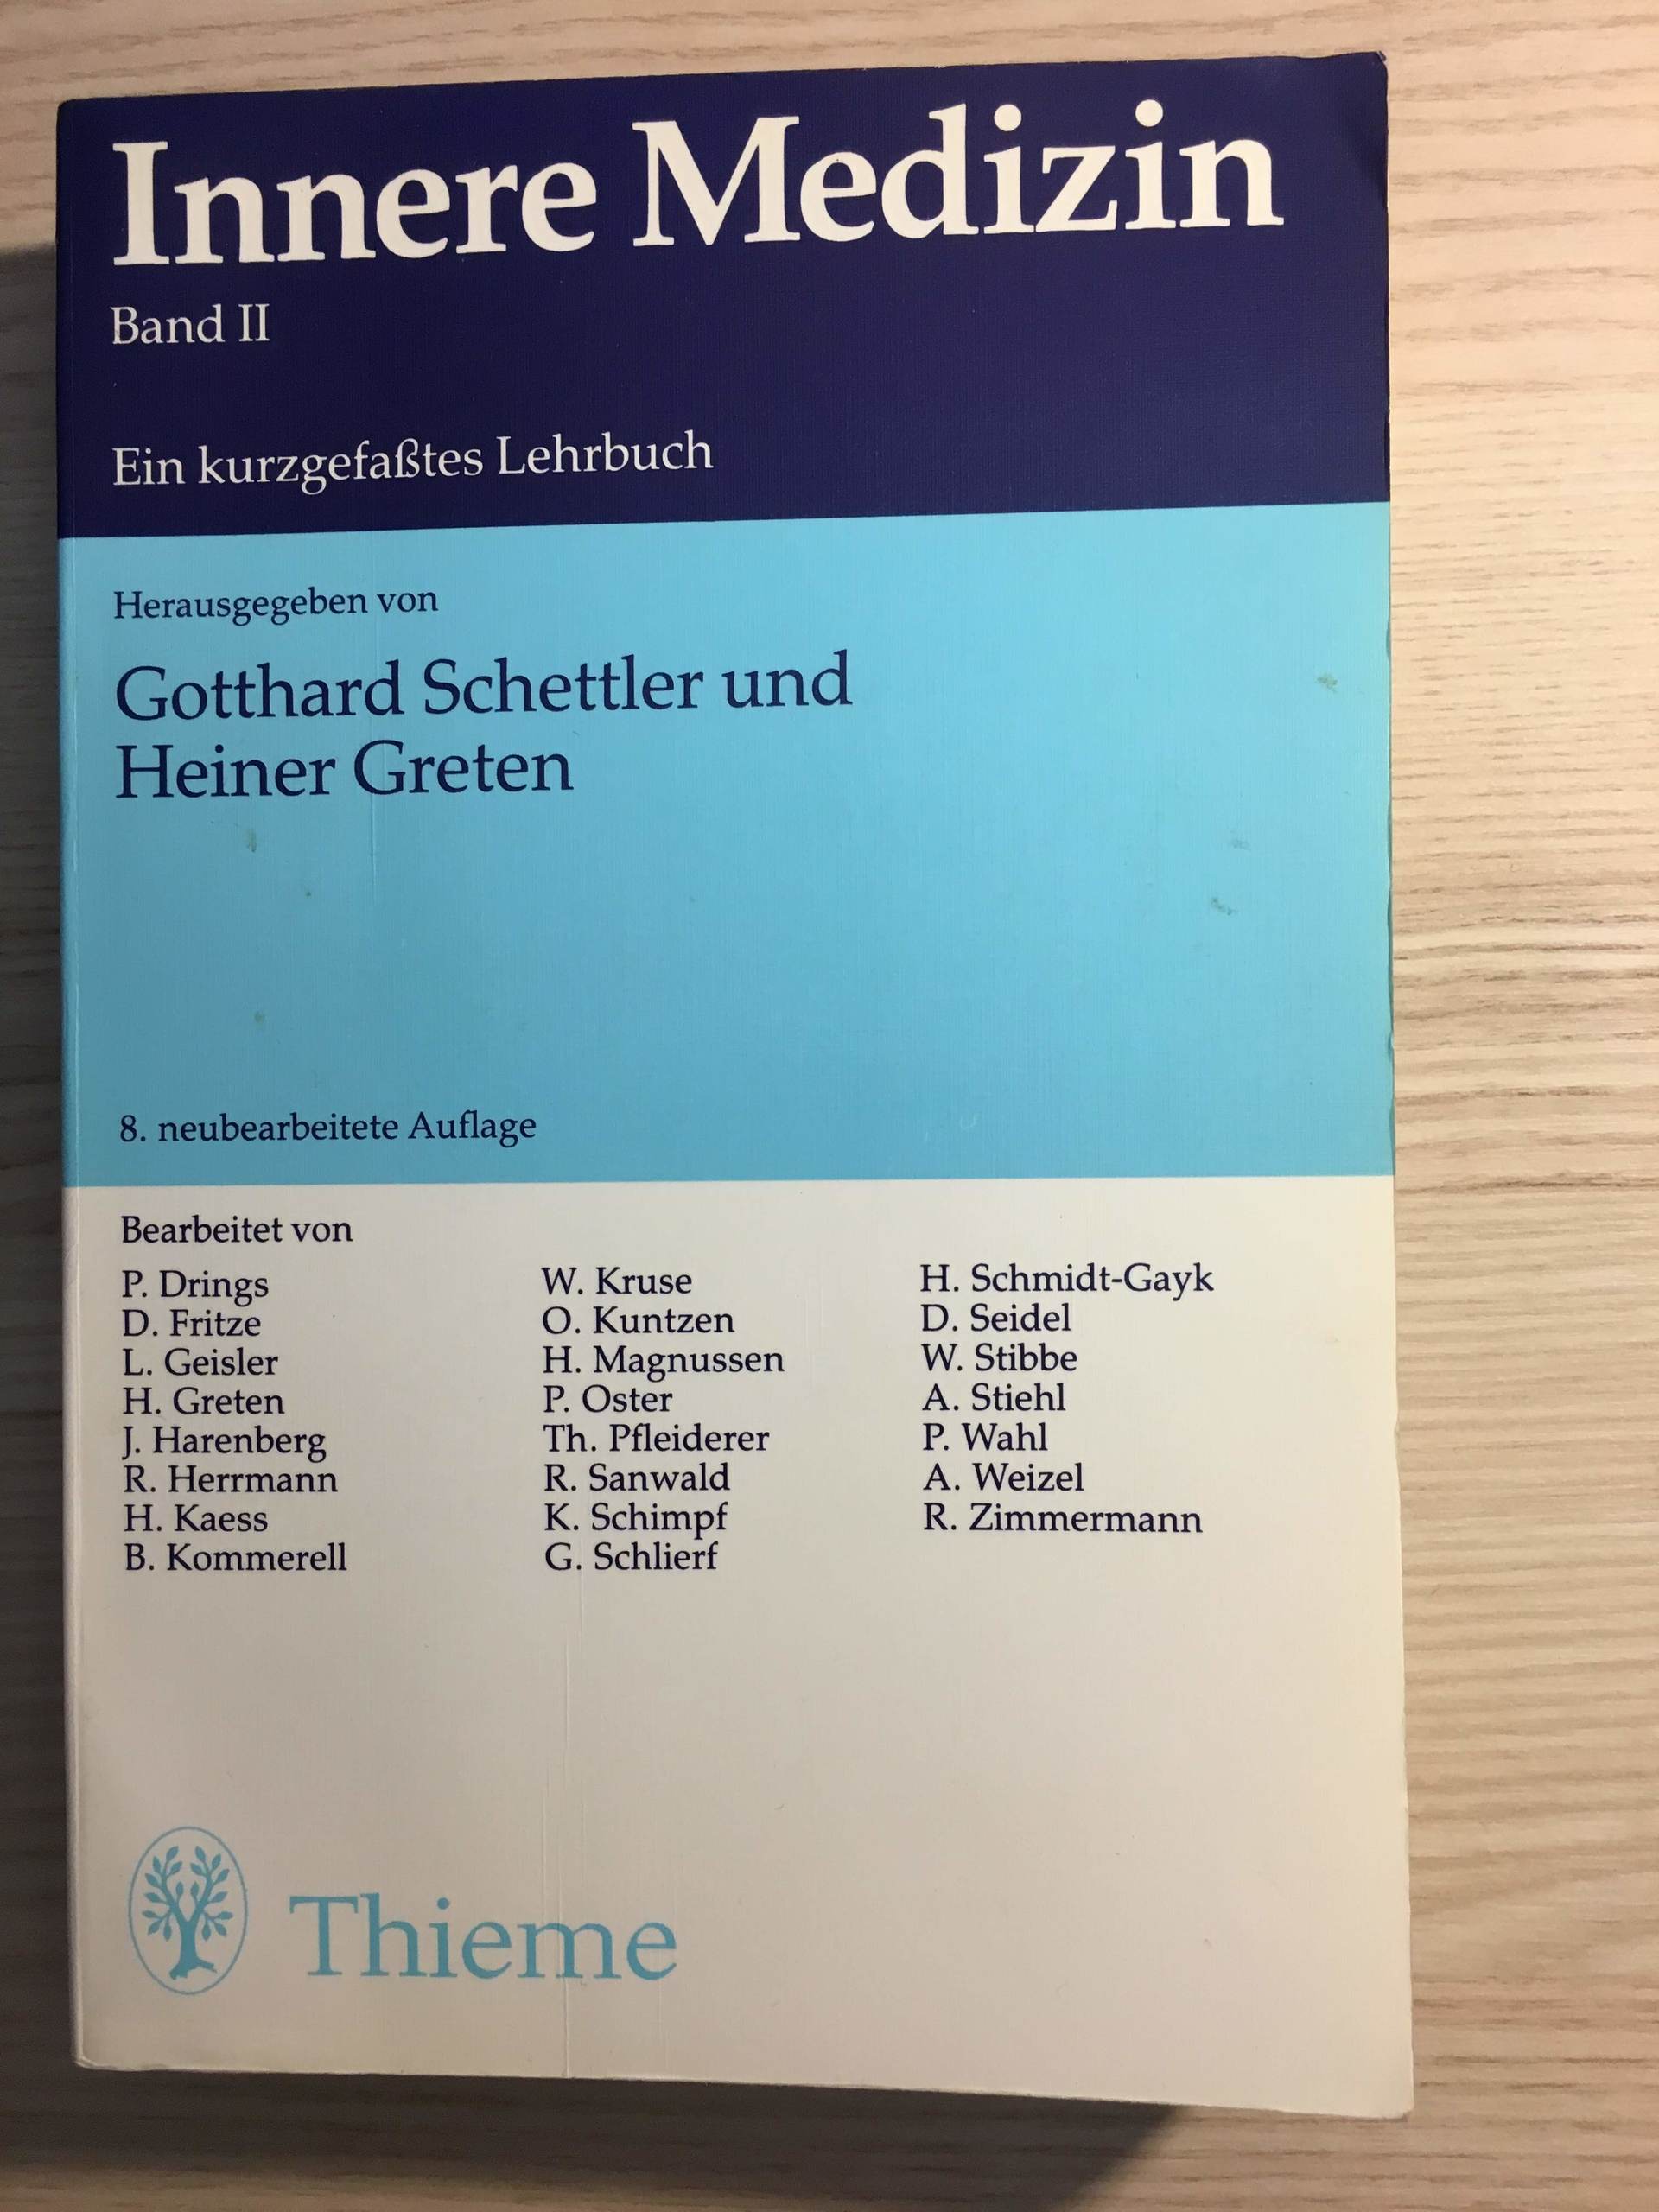 Innere Medizin
Band II
Ein kurzgefaßtes Lehrbuch
Herausgegeben von
Gotthard Schettler und
Heiner Greten
8. neubearbeitete Auflage
Bearbeitet von
P. Drings
D. Fritze
L. Geisler
H. Greten
J. Harenberg
R. Herrmann
H. Kaess
B. Kommerell
W. Kruse
O. Kuntzen
H. Magnussen
P. Oster
Th. Pfleiderer
R. Sanwald
K. Schimpf
G. Schlierf
H. Schmidt-Gayk
D. Seidel
W. Stibbe
A. Stiehl
P. Wahl
A. Weizel
R. Zimmermann
Thieme